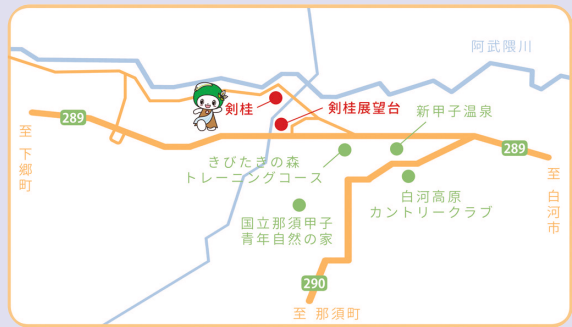 阿武隈川
剣桂
剣桂展望台
新甲子温泉
289
至 下郷町
きびたきの森
トレーニングコース
289
至 白河市
白河高原
カントリークラブ
国立那須甲子
青年自然の家
290
至 那須町